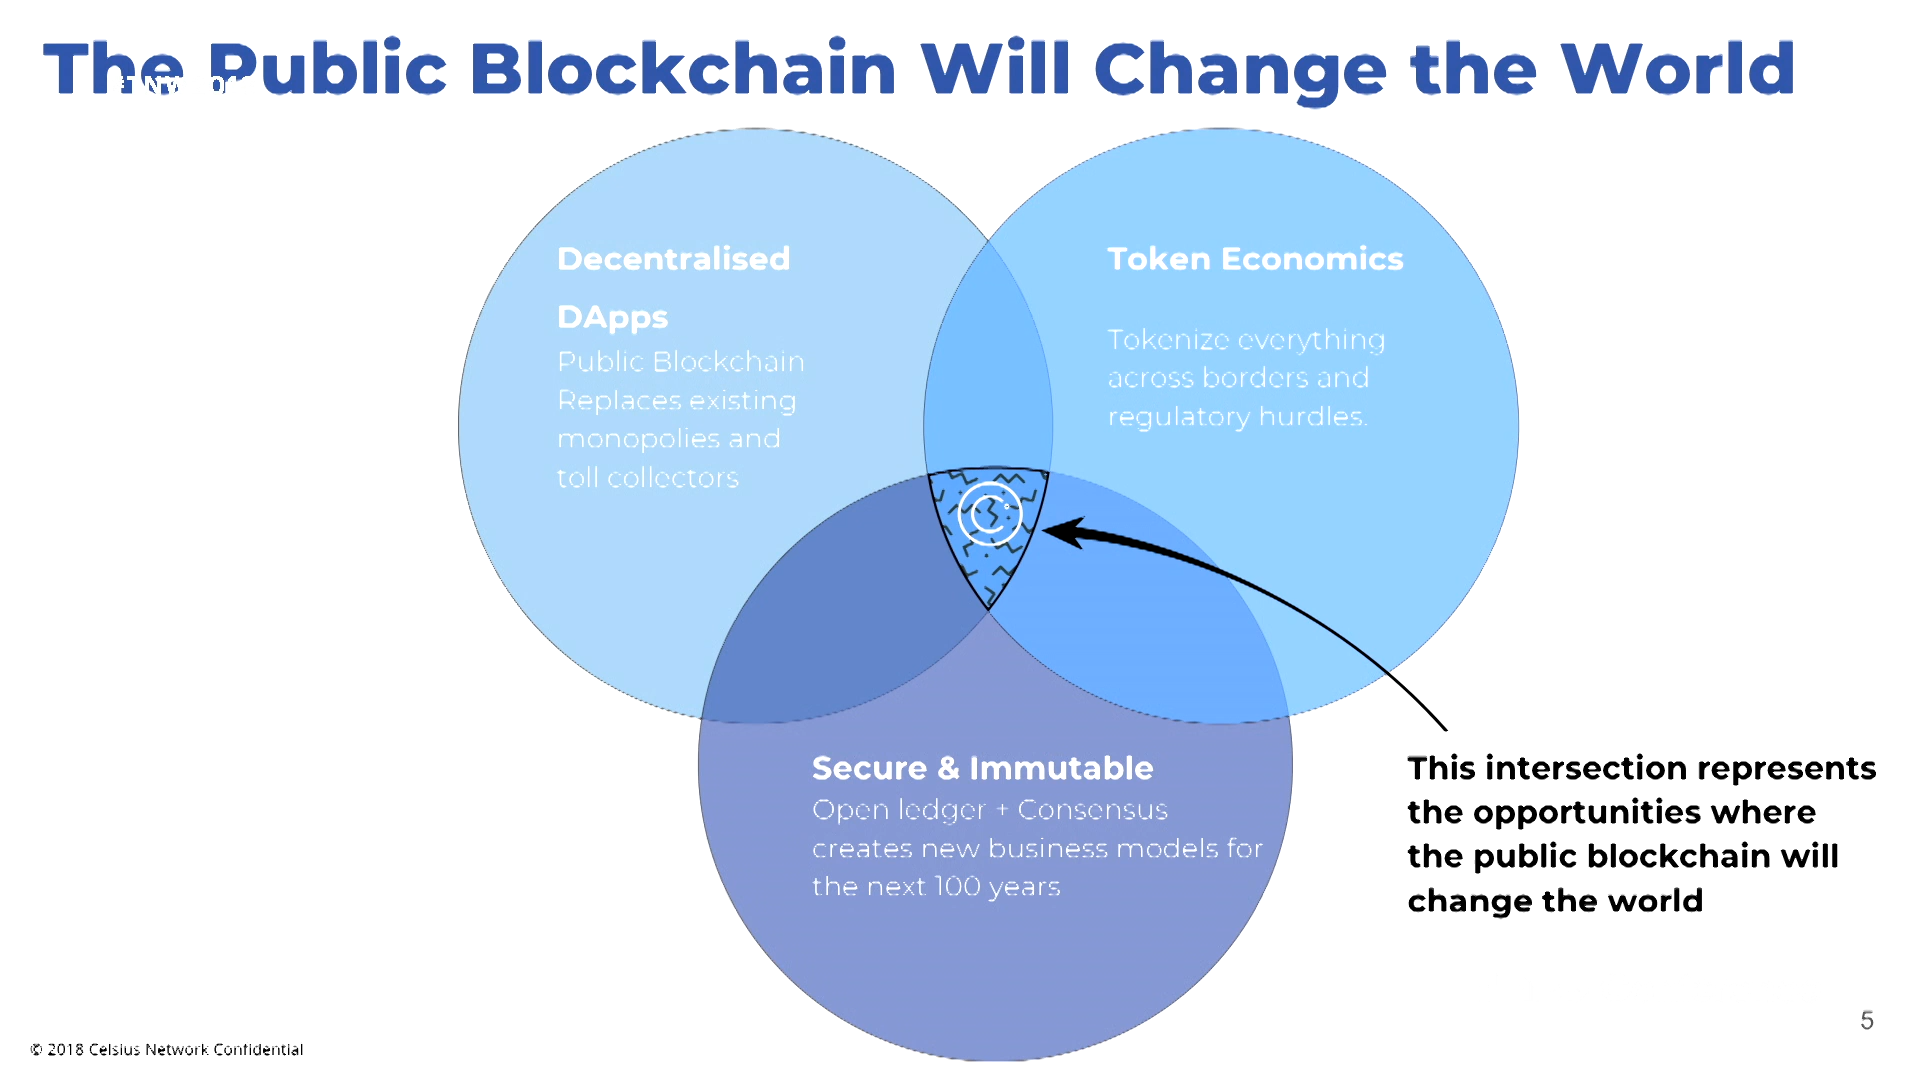 The Public Blockchain Will Change the World
Decentralised
DApps
Public Blockchain
Replaces existing
monopolies and
toll collectors
Token Economics
Tokenize everything
across borders and
regulatory hurdles.
Secure & Immutable
Open ledger + Consensus
creates new business models for
the next 100 years
This intersection represents
the opportunities where
the public blockchain will
change the world
5
© 2018 Celsius Network Confidential